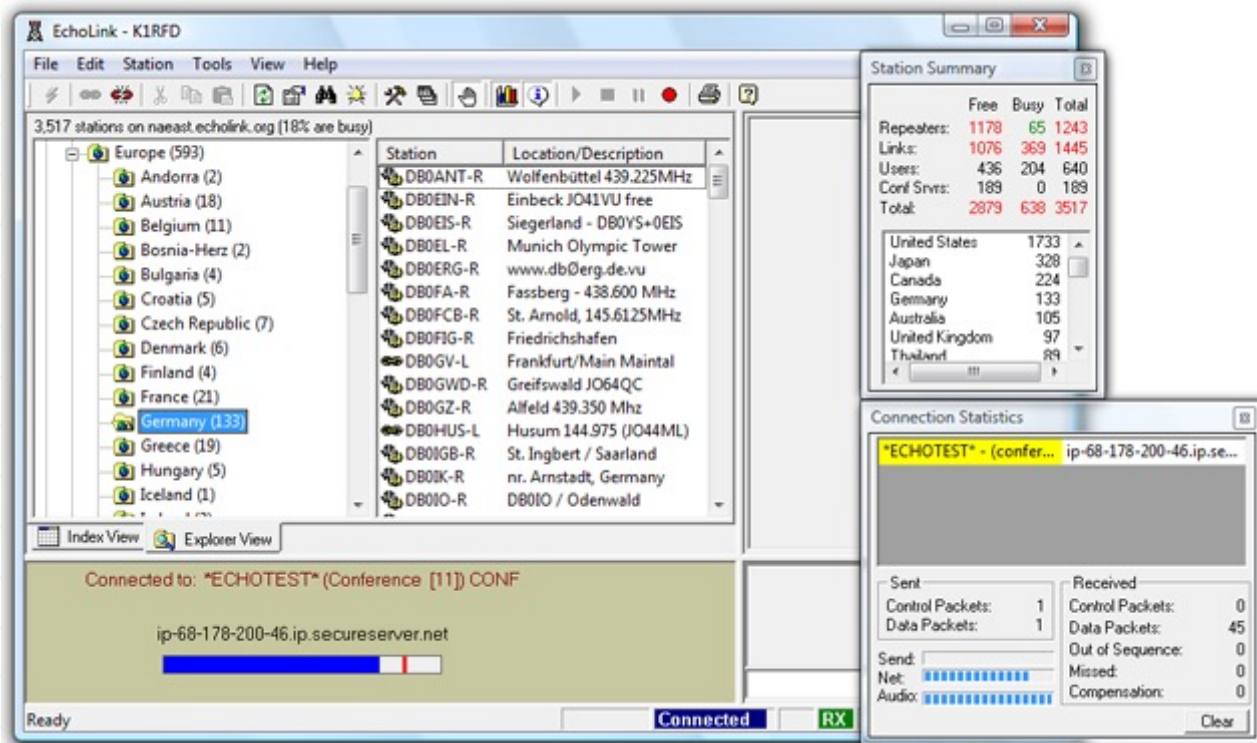 EchoLink - K1RFD
File Edit Station Tools View Help
3,517 stations on naeast.echolink.org (18% are busy)
Europe (593)
Andorra (2)
Austria (18)
Belgium (11)
Bosnia-Herz (2)
Bulgaria (4)
Croatia (5)
Czech Republic (7)
Denmark (6)
Finland (4)
France (21)
Germany (133)
Greece (19)
Hungary (5)
Iceland (1)
Station Location/Description
DB0ANT-R Wolfenbüttel 439.225MHz
DB0EIN-R Einbeck JO41VU free
DB0EIS-R Siegerland - DB0YS+0EIS
DB0EL-R Munich Olympic Tower
DB0ERG-R www.dbØerg.de.vu
DB0FA-R Fassberg - 438.600 MHz
DB0FCB-R St. Arnold, 145.6125MHz
DB0FIG-R Friedrichshafen
DB0GV-L Frankfurt/Main Maintal
DB0GWD-R Greifswald JO64QC
DB0GZ-R Alfeld 439.350 Mhz
DB0HUS-L Husum 144.975 (JO44ML)
DB0IGB-R St. Ingbert / Saarland
DB0IK-R nr. Arnstadt, Germany
DB0IO-R DB0IO / Odenwald
Index View Explorer View
Connected to: *ECHOTEST* (Conference [11]) CONF
ip-68-178-200-46.ip.secureserver.net
Ready Connected RX
Station Summary
Free Busy Total
Repeaters: 1178 65 1243
Links: 1076 369 1445
Users: 436 204 640
Conf Srvrs: 189 0 189
Total: 2879 638 3517
United States 1733
Japan 328
Canada 224
Germany 133
Australia 105
United Kingdom 97
Thailand 89
Connection Statistics
*ECHOTEST* - (confer... ip-68-178-200-46.ip.se...
Sent
Control Packets: 1
Data Packets: 1
Send:
Net:
Audio:
Received
Control Packets: 0
Data Packets: 45
Out of Sequence: 0
Missed: 0
Compensation: 0
Clear